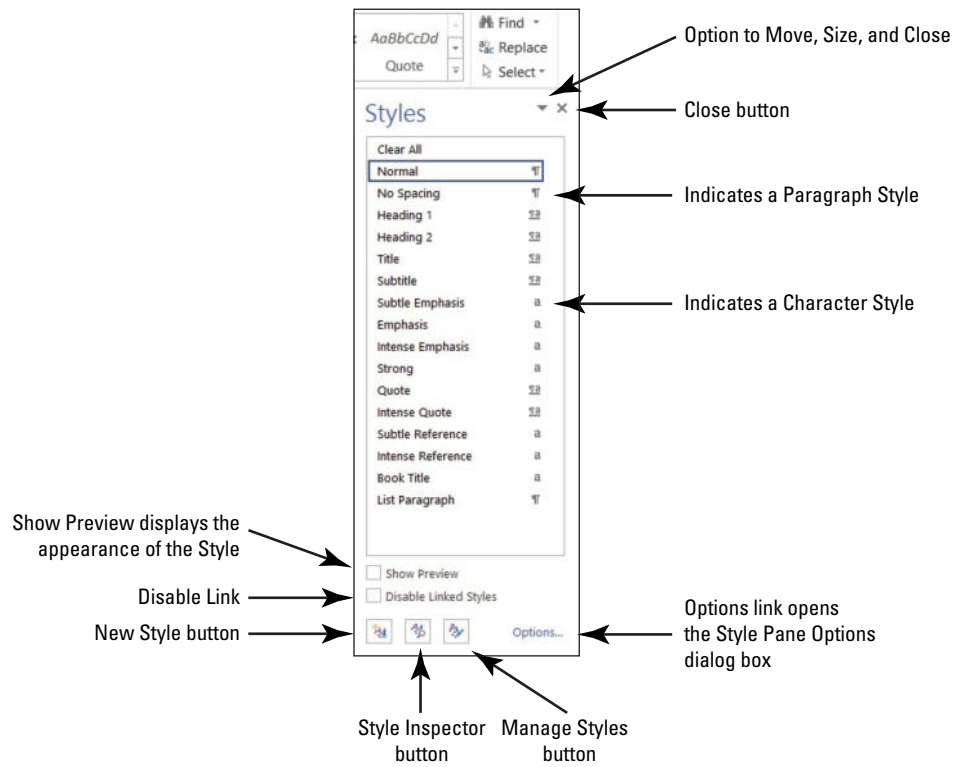 Find
AaBbCcDd
Replace
Quote
Select
Option to Move, Size, and Close
Styles
Close button
Clear All
Normal ¶
No Spacing ¶
Indicates a Paragraph Style
Heading 1 ¶a
Heading 2 ¶a
Title ¶a
Subtitle ¶a
Subtle Emphasis a
Indicates a Character Style
Emphasis a
Intense Emphasis a
Strong a
Quote ¶a
Intense Quote ¶a
Subtle Reference a
Intense Reference a
Book Title a
List Paragraph ¶
Show Preview displays the
appearance of the Style
Show Preview
Disable Link
Disable Linked Styles
New Style button
Options...
Options link opens
the Style Pane Options
dialog box
Style Inspector
button
Manage Styles
button